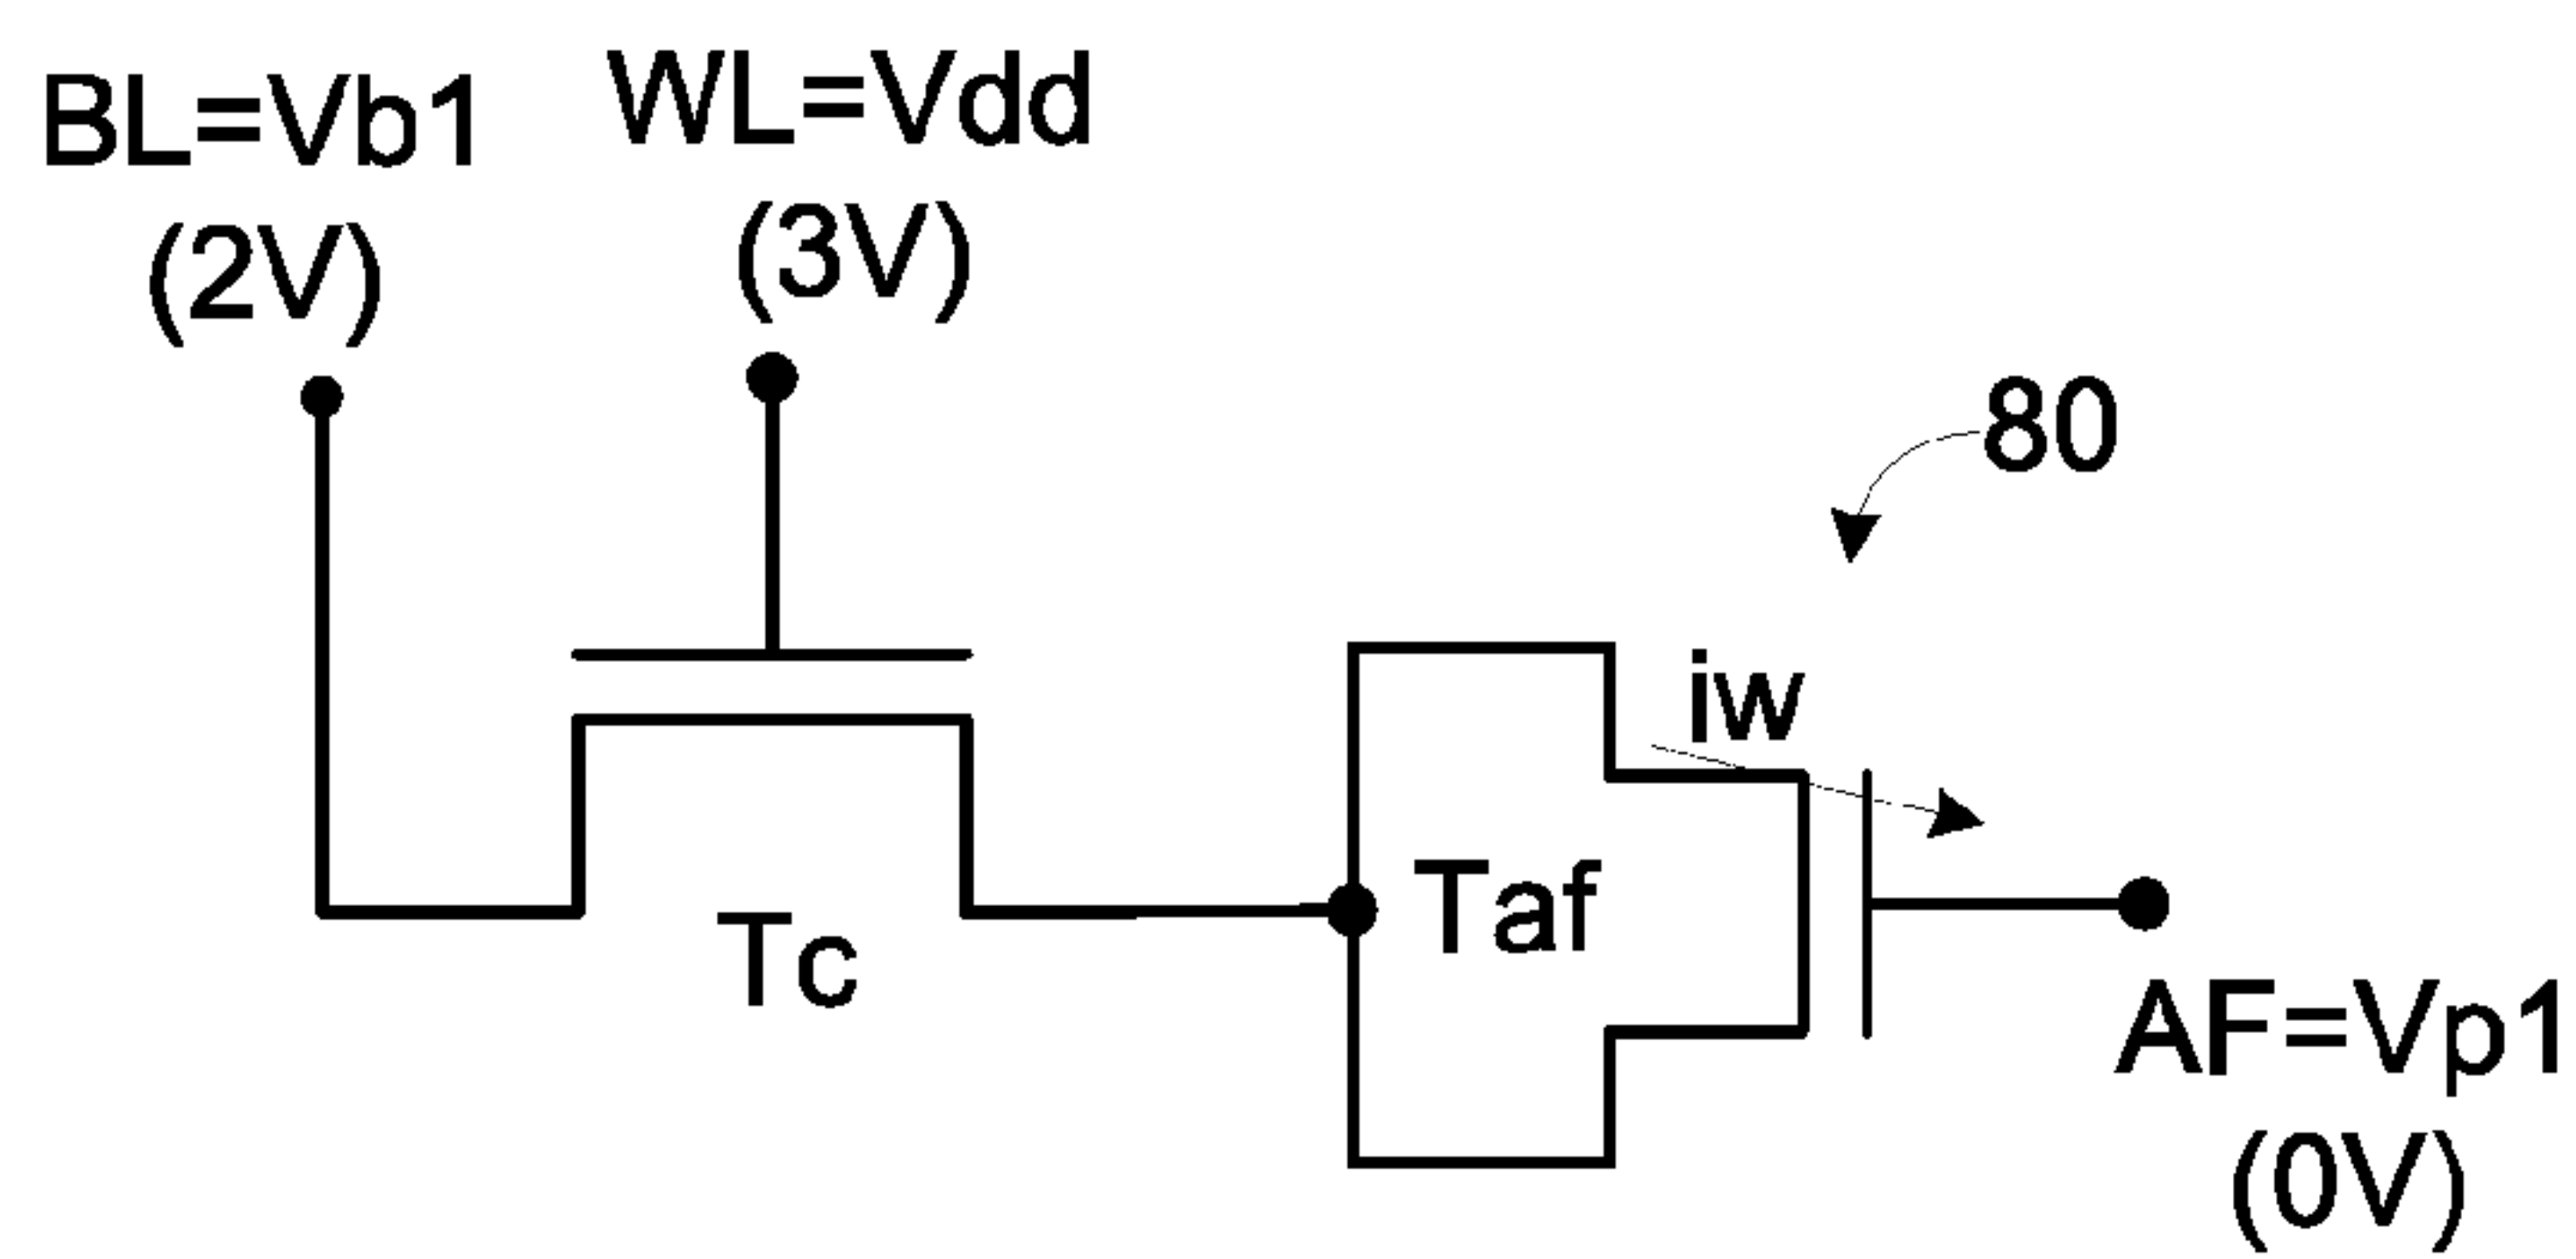 BL=Vb1
(2V)
WL=Vdd
(3V)
80
iw
Taf
Tc
AF=Vp1
(0V)